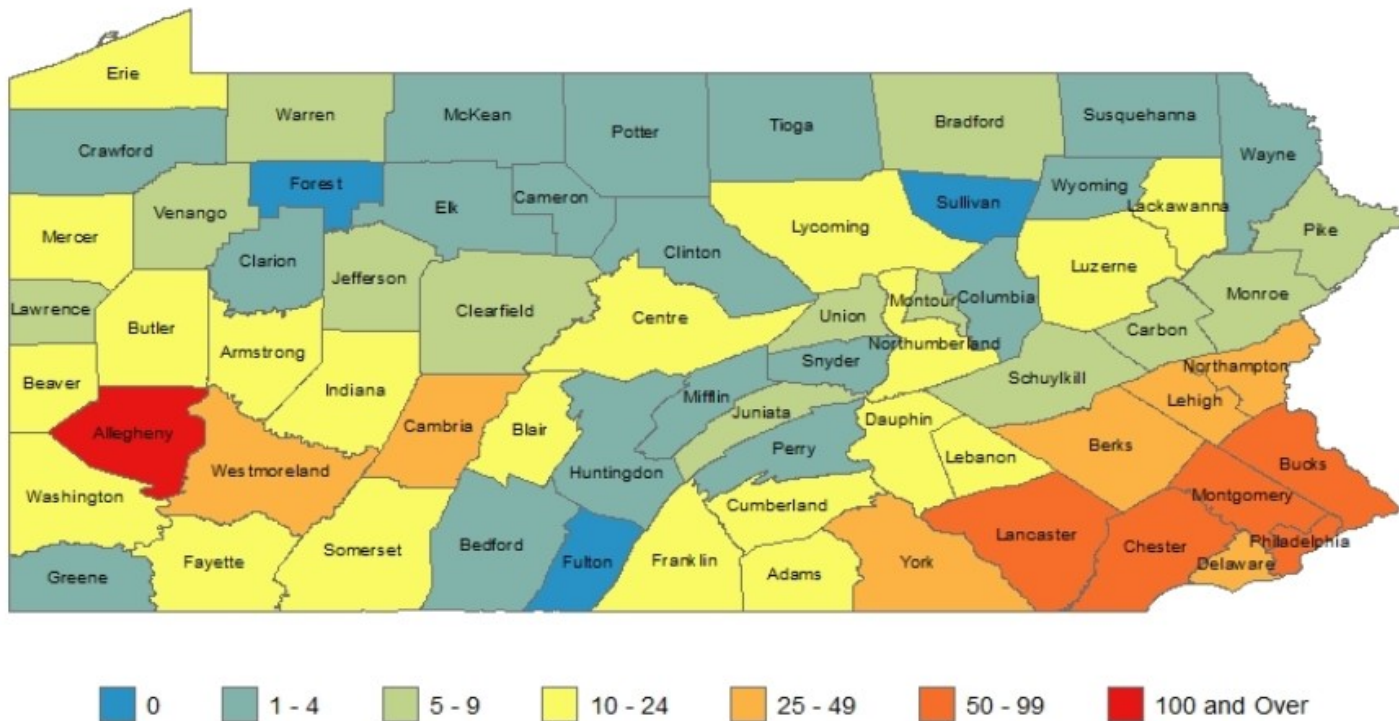 Erie
Warren
McKean
Potter
Tioga
Bradford
Susquehanna
Wayne
Crawford
Forest
Elk
Cameron
Sullivan
Wyoming
Lackawanna
Venango
Mercer
Clarion
Jefferson
Clinton
Lycoming
Luzerne
Pike
Lawrence
Butler
Clearfield
Centre
Union
Montour
Columbia
Monroe
Carbon
Armstrong
Northumberland
Snyder
Schuylkill
Northampton
Beaver
Indiana
Mifflin
Juniata
Lehigh
Allegheny
Cambria
Blair
Dauphin
Perry
Lebanon
Berks
Bucks
Westmoreland
Huntingdon
Washington
Cumberland
Montgomery
Somerset
Bedford
Fulton
Franklin
Adams
York
Lancaster
Chester
Philadelphia
Delaware
Greene
Fayette
0 1 - 4 5 - 9 10 - 24 25 - 49 50 - 99 100 and Over